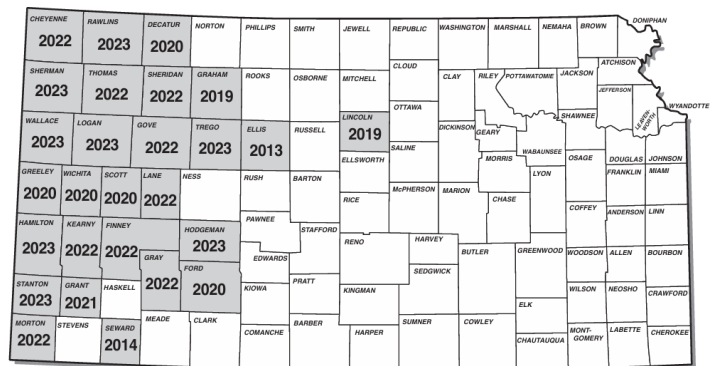 CHEYENNE
2022
RAWLINS
2023
DECATUR
2020
NORTON
PHILLIPS
SMITH
JEWELL
REPUBLIC
WASHINGTON
MARSHALL
NEMAHA
BROWN
DONIPHAN
SHERMAN
2023
THOMAS
2022
SHERIDAN
2022
GRAHAM
2019
ROOKS
OSBORNE
MITCHELL
CLOUD
CLAY
RILEY
POTTAWATOMIE
JACKSON
ATCHISON
JEFFERSON
LEAVEN-
WORTH
WYANDOTTE
WALLACE
2023
LOGAN
2023
GOVE
2022
TREGO
2023
ELLIS
2013
RUSSELL
LINCOLN
2019
OTTAWA
DICKINSON
GEARY
WABAUNSEE
SHAWNEE
DOUGLAS
JOHNSON
GREELEY
2020
WICHITA
2020
SCOTT
2020
LANE
2022
NESS
RUSH
BARTON
ELLSWORTH
SALINE
MORRIS
LYON
OSAGE
FRANKLIN
MIAMI
HAMILTON
2023
KEARNY
2022
FINNEY
2022
HODGEMAN
2023
PAWNEE
STAFFORD
RICE
McPHERSON
MARION
CHASE
COFFEY
ANDERSON
LINN
GRAY
2022
FORD
2020
EDWARDS
RENO
HARVEY
SEDGWICK
BUTLER
GREENWOOD
WOODSON
ALLEN
BOURBON
STANTON
2023
GRANT
2021
HASKELL
KIOWA
PRATT
KINGMAN
ELK
WILSON
NEOSHO
CRAWFORD
MORTON
2022
STEVENS
SEWARD
2014
MEADE
CLARK
COMANCHE
BARBER
HARPER
SUMNER
COWLEY
CHAUTAUQUA
MONT-
GOMERY
LABETTE
CHEROKEE